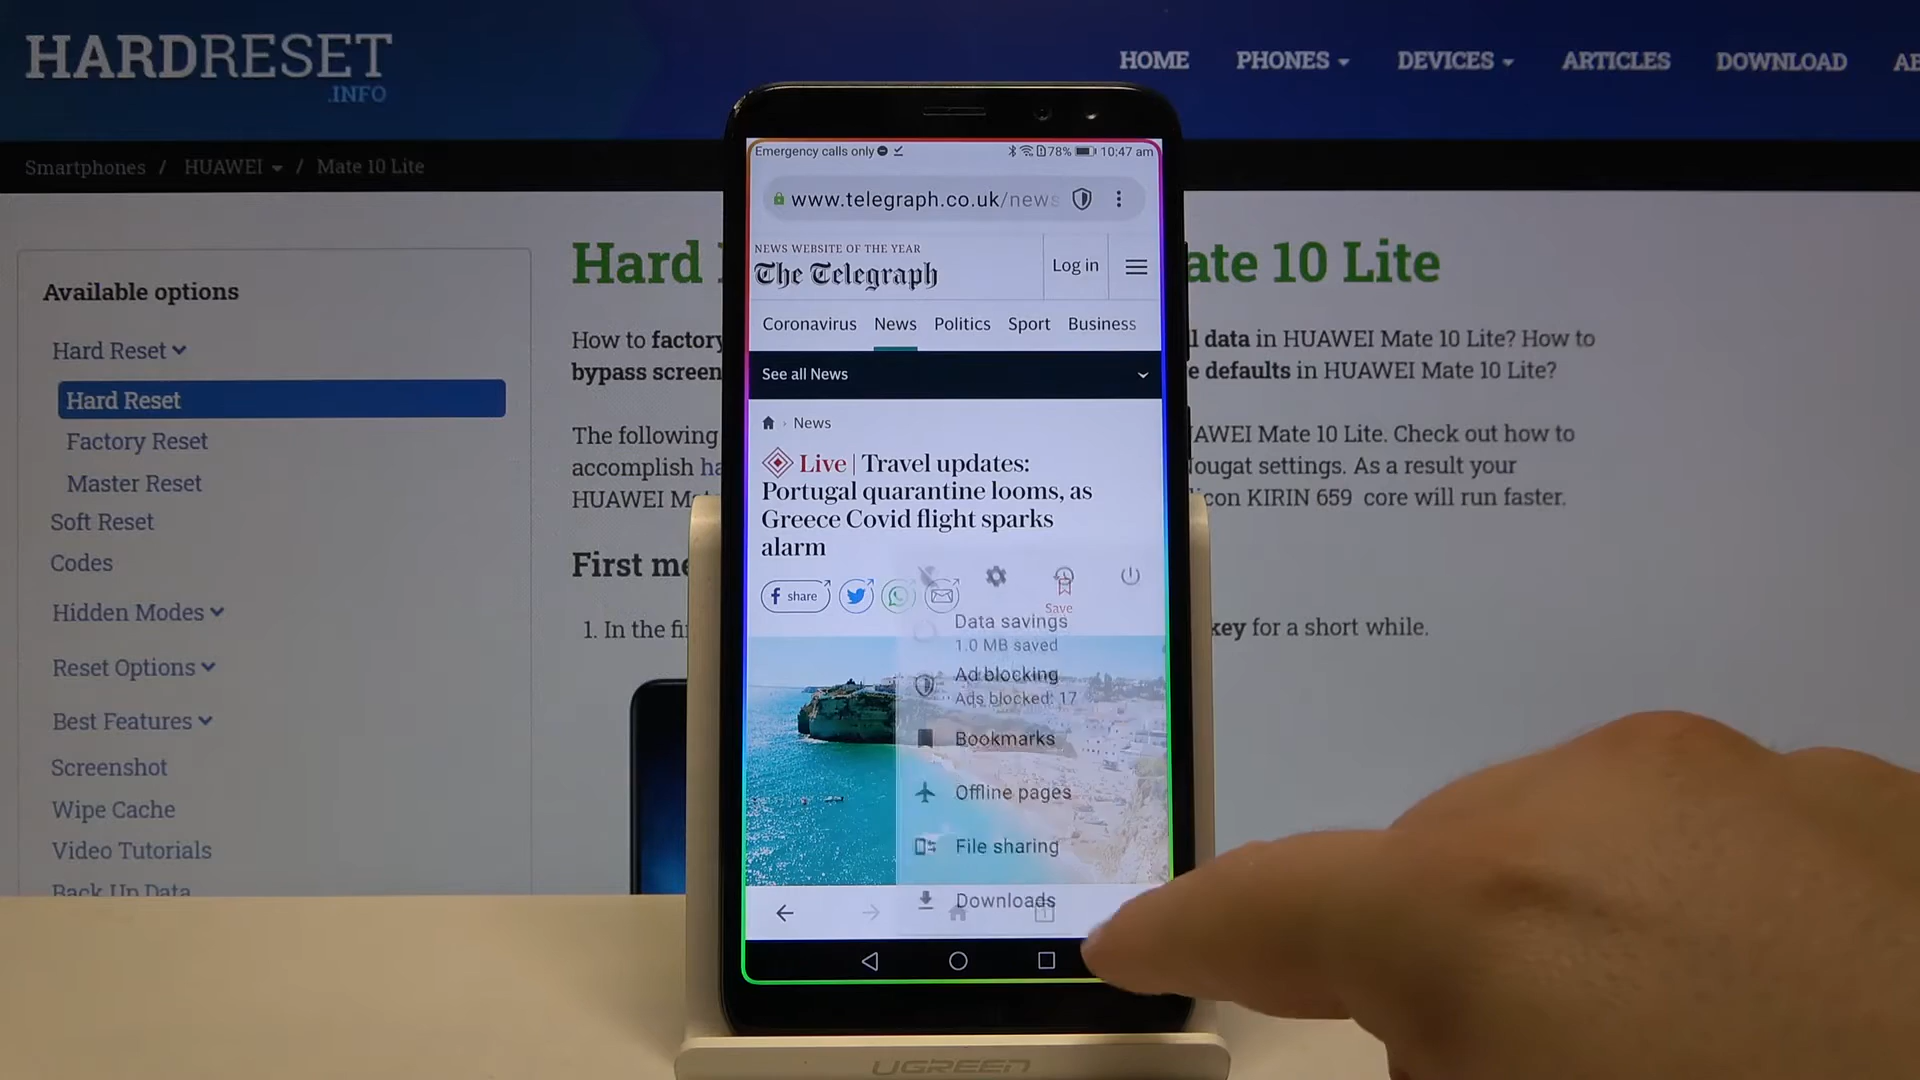 HARDRESET
.INFO
HOME PHONES DEVICES ARTICLES DOWNLOAD
Smartphones / HUAWEI / Mate 10 Lite
Available options
Hard Reset
Hard Reset
Factory Reset
Master Reset
Soft Reset
Codes
Hidden Modes
Reset Options
Best Features
Screenshot
Wipe Cache
Video Tutorials
Back Up Data
Hard ate 10 Lite
How to factory l data in HUAWEI Mate 10 Lite? How to
bypass screen e defaults in HUAWEI Mate 10 Lite?
The following AWEI Mate 10 Lite. Check out how to
accomplish ha Nougat settings. As a result your
HUAWEI M con KIRIN 659 core will run faster.
First me
1. In the fi key for a short while.
Emergency calls only 78% 10:47 am
www.telegraph.co.uk/news
NEWS WEBSITE OF THE YEAR
The Telegraph
Log in
Coronavirus News Politics Sport Business
See all News
News
Live | Travel updates:
Portugal quarantine looms, as
Greece Covid flight sparks
alarm
f share
Save
Data savings
1.0 MB saved
Ad blocking
Ads blocked: 17
Bookmarks
Offline pages
File sharing
Downloads
1
UGREEN